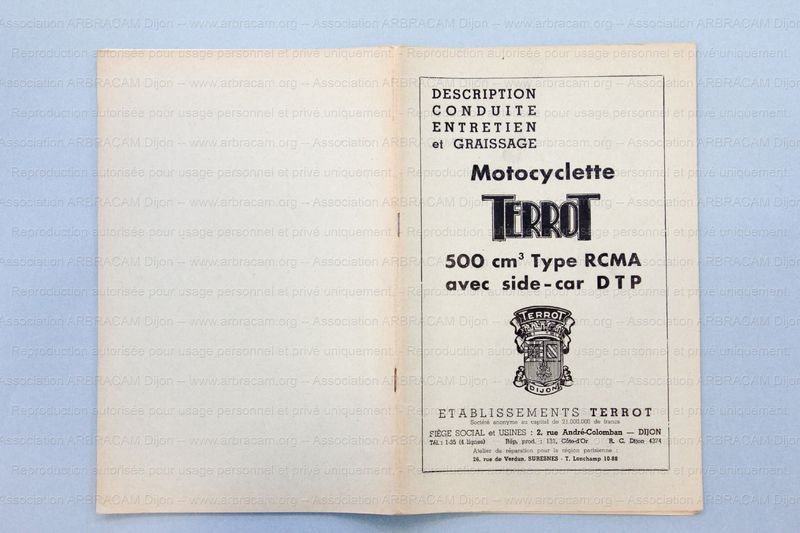 DESCRIPTION
CONDUITE
ENTRETIEN
et GRAISSAGE
Motocyclette
TERROT
500 cm³ Type RCMA
avec side-car DTP
TERROT
DIJON
ETABLISSEMENTS TERROT
Société anonyme au capital de 21.000.000 de francs
SIÈGE SOCIAL et USINES : 2, rue André-Colomban — DIJON
Tél. : 1-35 (4 lignes) Rép. prod. : 131, Côte-d'Or R. C. Dijon 4374
Atelier de réparation pour la région parisienne :
26, rue de Verdun, SURESNES - T. Lonchamp 10-88
Association ARBRACAM Dijon -- www.arbracam.org -- Association ARBRACAM Dijon
Reproduction autorisée pour usage personnel et privé uniquement.